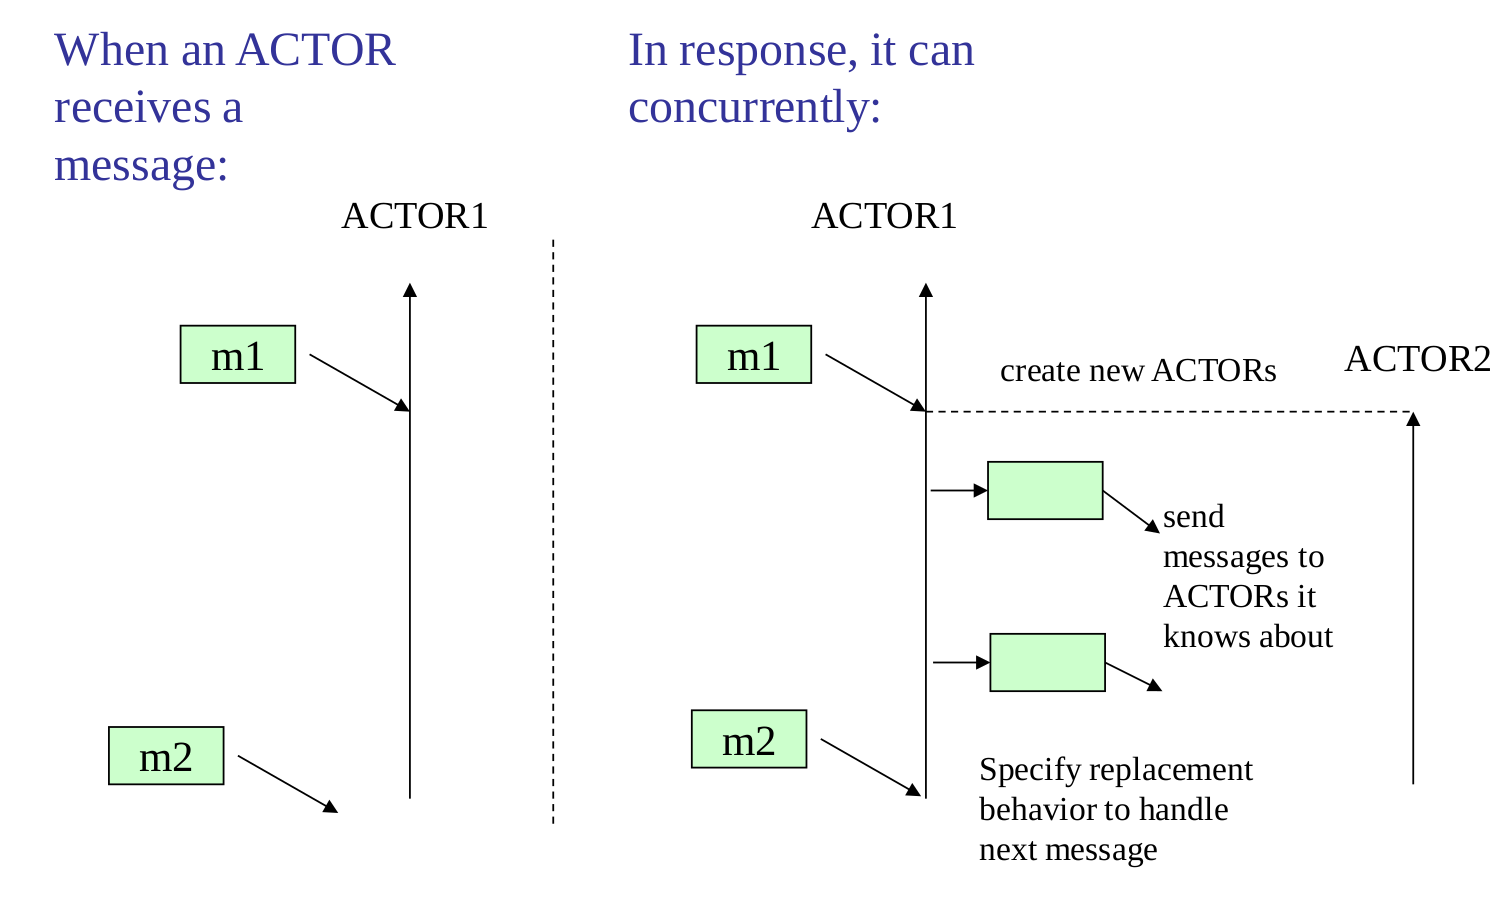 When an ACTOR
receives a
message:
In response, it can
concurrently:
ACTOR1
m1
m2
ACTOR1
m1
create new ACTORs
ACTOR2
send
messages to
ACTORs it
knows about
m2
Specify replacement
behavior to handle
next message